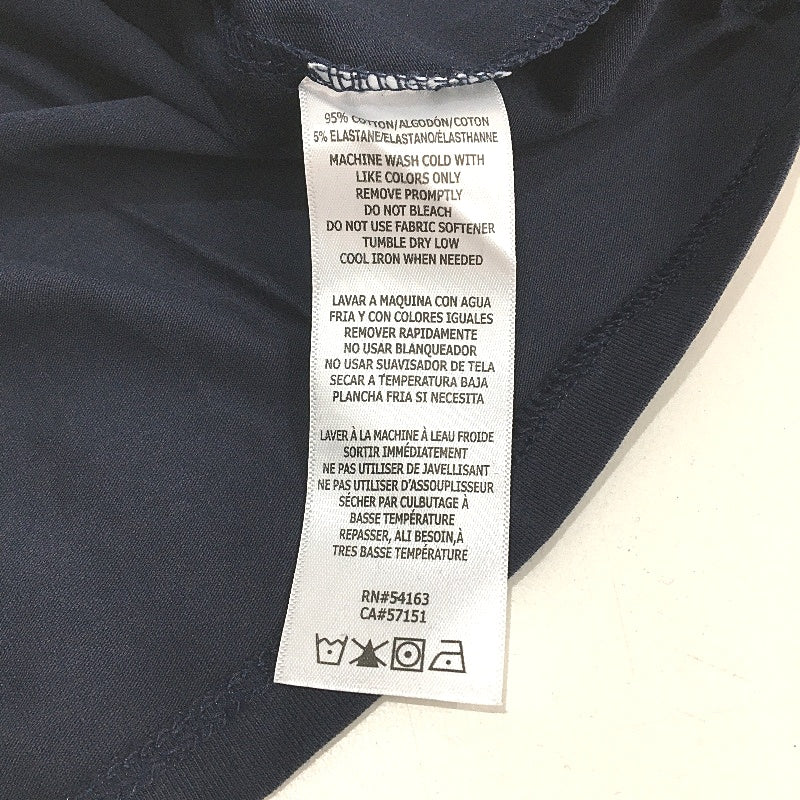 95% COTTON/ALGODÓN/COTON
5% ELASTANE/ELASTANO/ÉLASTHANNE
MACHINE WASH COLD WITH
LIKE COLORS ONLY
REMOVE PROMPTLY
DO NOT BLEACH
DO NOT USE FABRIC SOFTENER
TUMBLE DRY LOW
COOL IRON WHEN NEEDED
LAVAR A MAQUINA CON AGUA
FRIA Y CON COLORES IGUALES
REMOVER RAPIDAMENTE
NO USAR BLANQUEADOR
NO USAR SUAVISADOR DE TELA
SECAR A TEMPERATURA BAJA
PLANCHA FRIA SI NECESITA
LAVER À LA MACHINE À LEAU FROIDE
SORTIR IMMÉDIATEMENT
NE PAS UTILISER DE JAVELLISANT
NE PAS UTILISER D'ASSOUPLISSEUR
SÉCHER PAR CULBUTAGE À
BASSE TEMPÉRATURE
REPASSER, ALI BESOIN,À
TRES BASSE TEMPÉRATURE
RN#54163
CA#57151